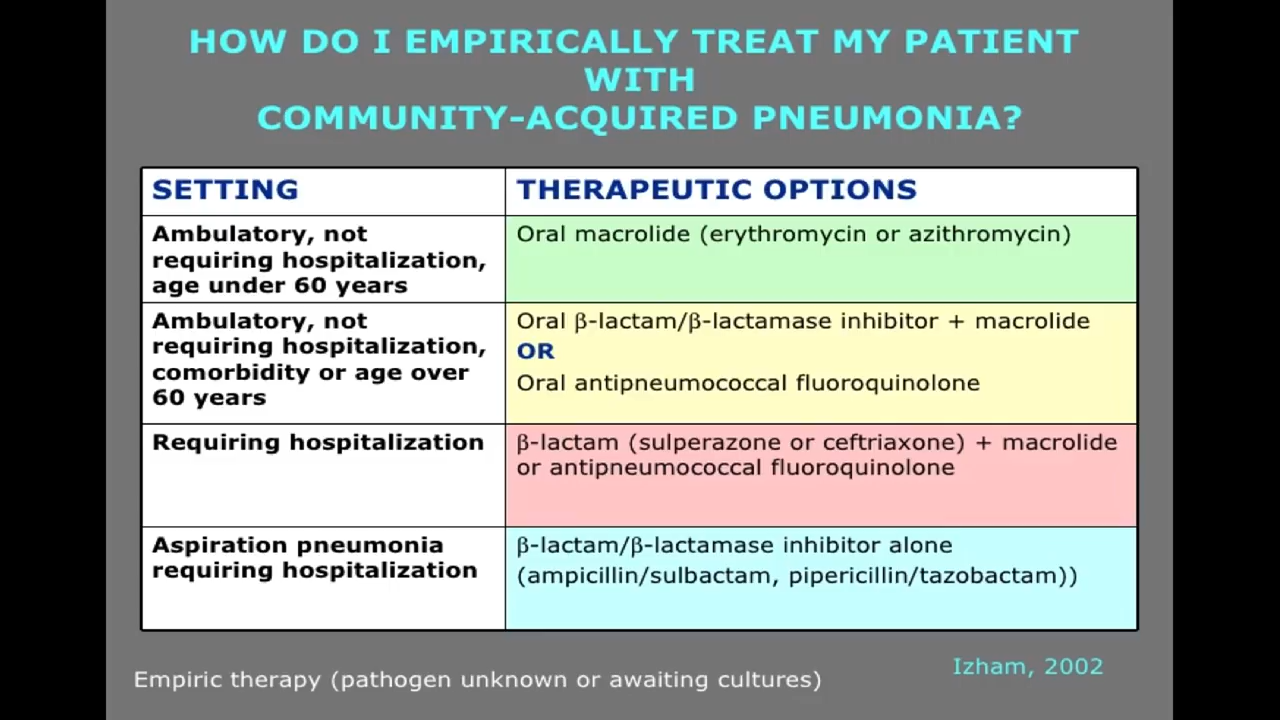 HOW DO I EMPIRICALLY TREAT MY PATIENT
WITH
COMMUNITY-ACQUIRED PNEUMONIA?
SETTING
THERAPEUTIC OPTIONS
Ambulatory, not
requiring hospitalization,
age under 60 years
Oral macrolide (erythromycin or azithromycin)
Ambulatory, not
requiring hospitalization,
comorbidity or age over
60 years
Oral β-lactam/β-lactamase inhibitor + macrolide
OR
Oral antipneumococcal fluoroquinolone
Requiring hospitalization
β-lactam (sulperazone or ceftriaxone) + macrolide
or antipneumococcal fluoroquinolone
Aspiration pneumonia
requiring hospitalization
β-lactam/β-lactamase inhibitor alone
(ampicillin/sulbactam, pipericillin/tazobactam))
Izham, 2002
Empiric therapy (pathogen unknown or awaiting cultures)